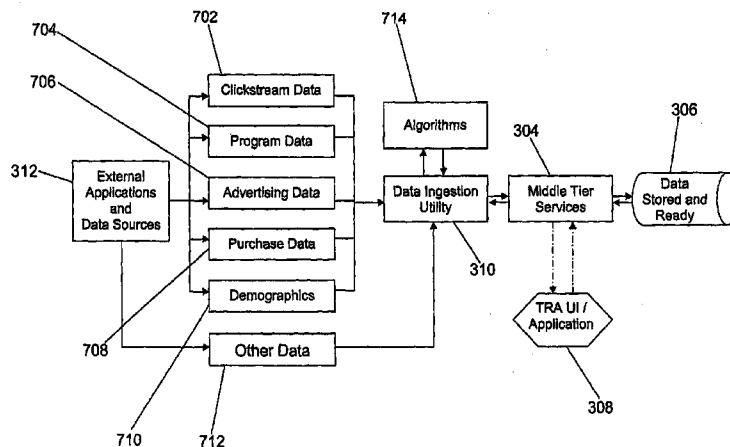 702
704
714
706
Clickstream Data
Algorithms
304
306
Program Data
312
External
Applications
and
Data Sources
Advertising Data
Data Ingestion
Utility
Middle Tier
Services
Data
Stored and
Ready
Purchase Data
310
Demographics
TRA UI /
Application
708
Other Data
710
712
308